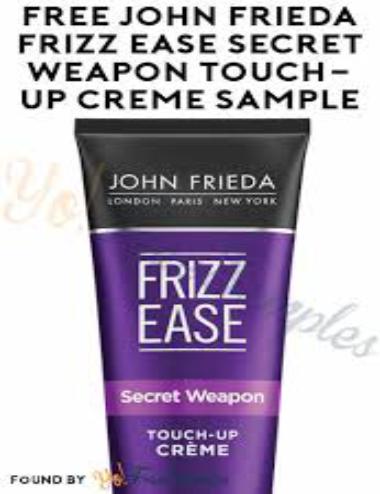 FREE JOHN FRIEDA
FRIZZ EASE SECRET
WEAPON TOUCH-
UP CREME SAMPLE
JOHN FRIEDA
LONDON PARIS NEW YORK
FRIZZ
EASE
Secret Weapon
TOUCH-UP
CRÈME
FOUND BY Yo!